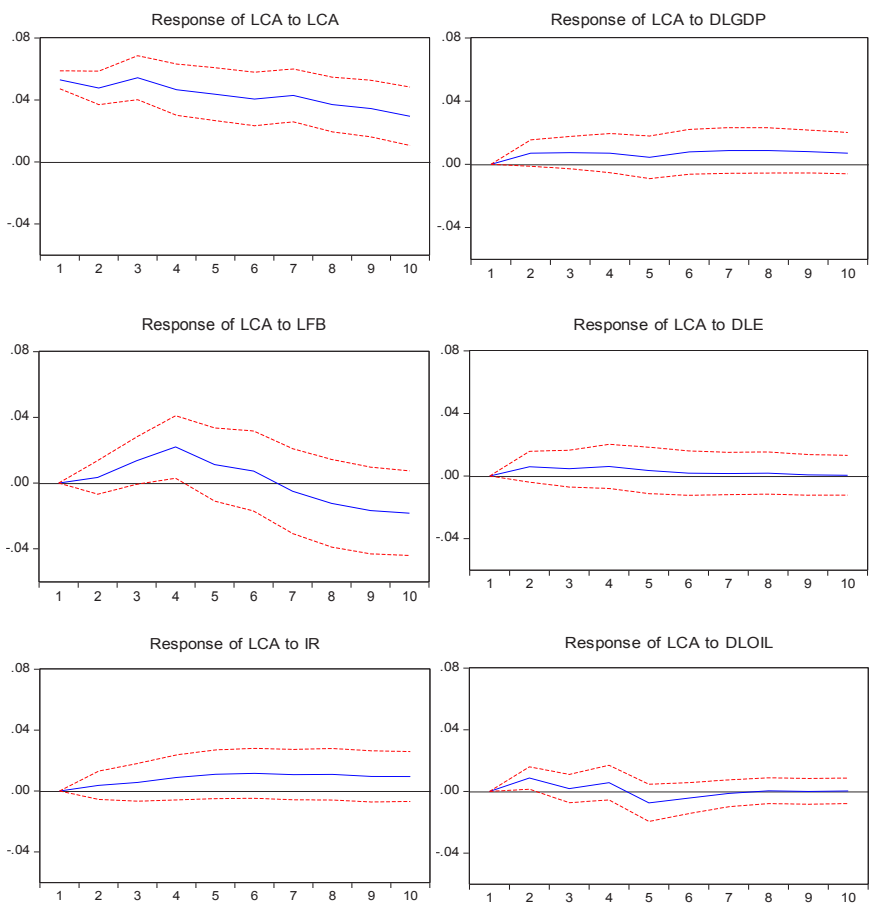 Response of LCA to LCA
.08
.04
.00
-.04
1 2 3 4 5 6 7 8 9 10
Response of LCA to DLGDP
.08
.04
.00
-.04
1 2 3 4 5 6 7 8 9 10
Response of LCA to LFB
.08
.04
.00
-.04
1 2 3 4 5 6 7 8 9 10
Response of LCA to DLE
.08
.04
.00
-.04
1 2 3 4 5 6 7 8 9 10
Response of LCA to IR
.08
.04
.00
-.04
1 2 3 4 5 6 7 8 9 10
Response of LCA to DLOIL
.08
.04
.00
-.04
1 2 3 4 5 6 7 8 9 10